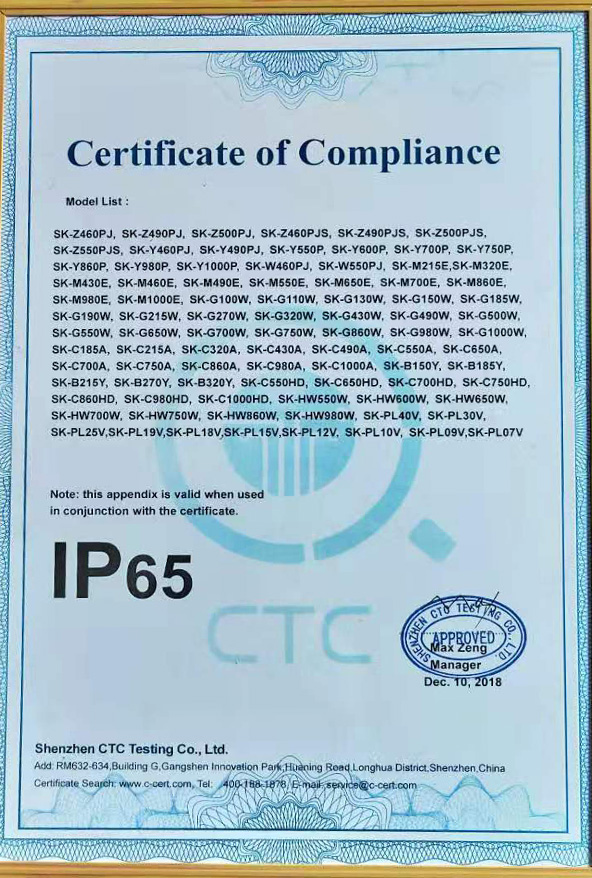 Certificate of Compliance
Model List :
SK-Z460PJ, SK-Z490PJ, SK-Z500PJ, SK-Z460PJS, SK-Z490PJS, SK-Z500PJS,
SK-Z550PJS, SK-Y460PJ, SK-Y490PJ, SK-Y550P, SK-Y600P, SK-Y700P, SK-Y750P,
SK-Y860P, SK-Y980P, SK-Y1000P, SK-W460PJ, SK-W550PJ, SK-M215E,SK-M320E,
SK-M430E, SK-M460E, SK-M490E, SK-M550E, SK-M650E, SK-M700E, SK-M860E,
SK-M980E, SK-M1000E, SK-G100W, SK-G110W, SK-G130W, SK-G150W, SK-G185W,
SK-G190W, SK-G215W, SK-G270W, SK-G320W, SK-G430W, SK-G490W, SK-G500W,
SK-G550W, SK-G650W, SK-G700W, SK-G750W, SK-G860W, SK-G980W, SK-G1000W,
SK-C185A, SK-C215A, SK-C320A, SK-C430A, SK-C490A, SK-C550A, SK-C650A,
SK-C700A, SK-C750A, SK-C860A, SK-C980A, SK-C1000A, SK-B150Y, SK-B185Y,
SK-B215Y, SK-B270Y, SK-B320Y, SK-C550HD, SK-C650HD, SK-C700HD, SK-C750HD,
SK-C860HD, SK-C980HD, SK-C1000HD, SK-HW550W, SK-HW600W, SK-HW650W,
SK-HW700W, SK-HW750W, SK-HW860W, SK-HW980W, SK-PL40V, SK-PL30V,
SK-PL25V,SK-PL19V,SK-PL18V,SK-PL15V,SK-PL12V, SK-PL10V, SK-PL09V,SK-PL07V
Note: this appendix is valid when used
in conjunction with the certificate.
IP65
CTC
SHENZHEN CTC TESTING CO., LTD.
APPROVED
Max Zeng
Manager
Dec. 10, 2018
Shenzhen CTC Testing Co., Ltd.
Add: RM632-634,Building G,Gangshen Innovation Park,Huening Road,Longhua District,Shenzhen,China
Certificate Search: www.c-cert.com, Tel: 400-188-1878, E-mail:service@c-cert.com